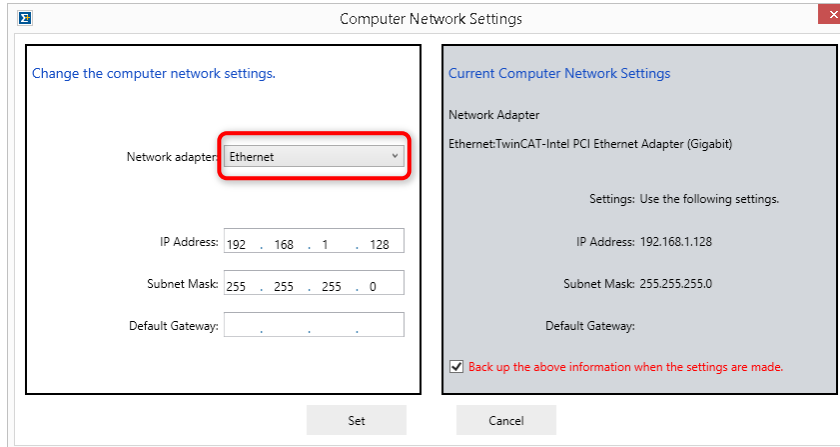 Computer Network Settings
Change the computer network settings.
Network adapter: Ethernet
IP Address: 192 . 168 . 1 . 128
Subnet Mask: 255 . 255 . 255 . 0
Default Gateway: . . .
Current Computer Network Settings
Network Adapter
Ethernet:TwinCAT-Intel PCI Ethernet Adapter (Gigabit)
Settings: Use the following settings.
IP Address: 192.168.1.128
Subnet Mask: 255.255.255.0
Default Gateway:
Back up the above information when the settings are made.
Set
Cancel